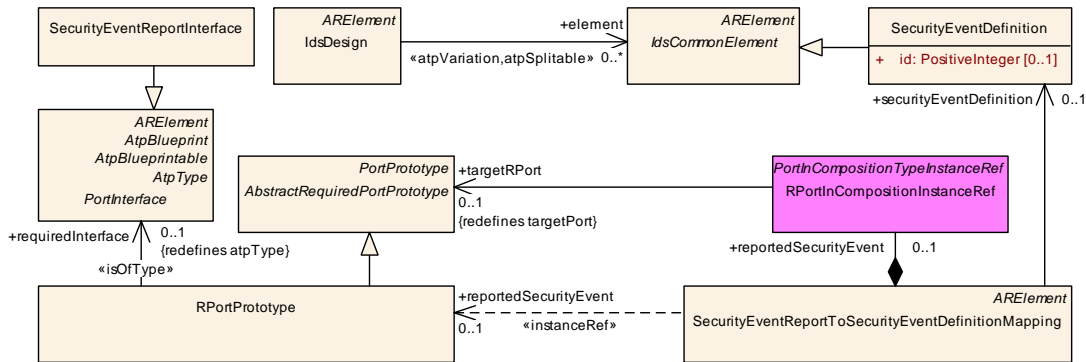 SecurityEventReportInterface
ARElement
IdsDesign
+element
«atpVariation,atpSplitable»
0..*
ARElement
IdsCommonElement
SecurityEventDefinition
+ id: PositiveInteger [0..1]
+securityEventDefinition
0..1
ARElement
AtpBlueprint
AtpBlueprintable
AtpType
PortInterface
PortPrototype
AbstractRequiredPortPrototype
+targetRPort
0..1
{redefines targetPort}
PortInCompositionTypeInstanceRef
RPortInCompositionInstanceRef
+requiredInterface
0..1
{redefines atpType}
«isOfType»
+reportedSecurityEvent
0..1
RPortPrototype
+reportedSecurityEvent
0..1
«instanceRef»
ARElement
SecurityEventReportToSecurityEventDefinitionMapping